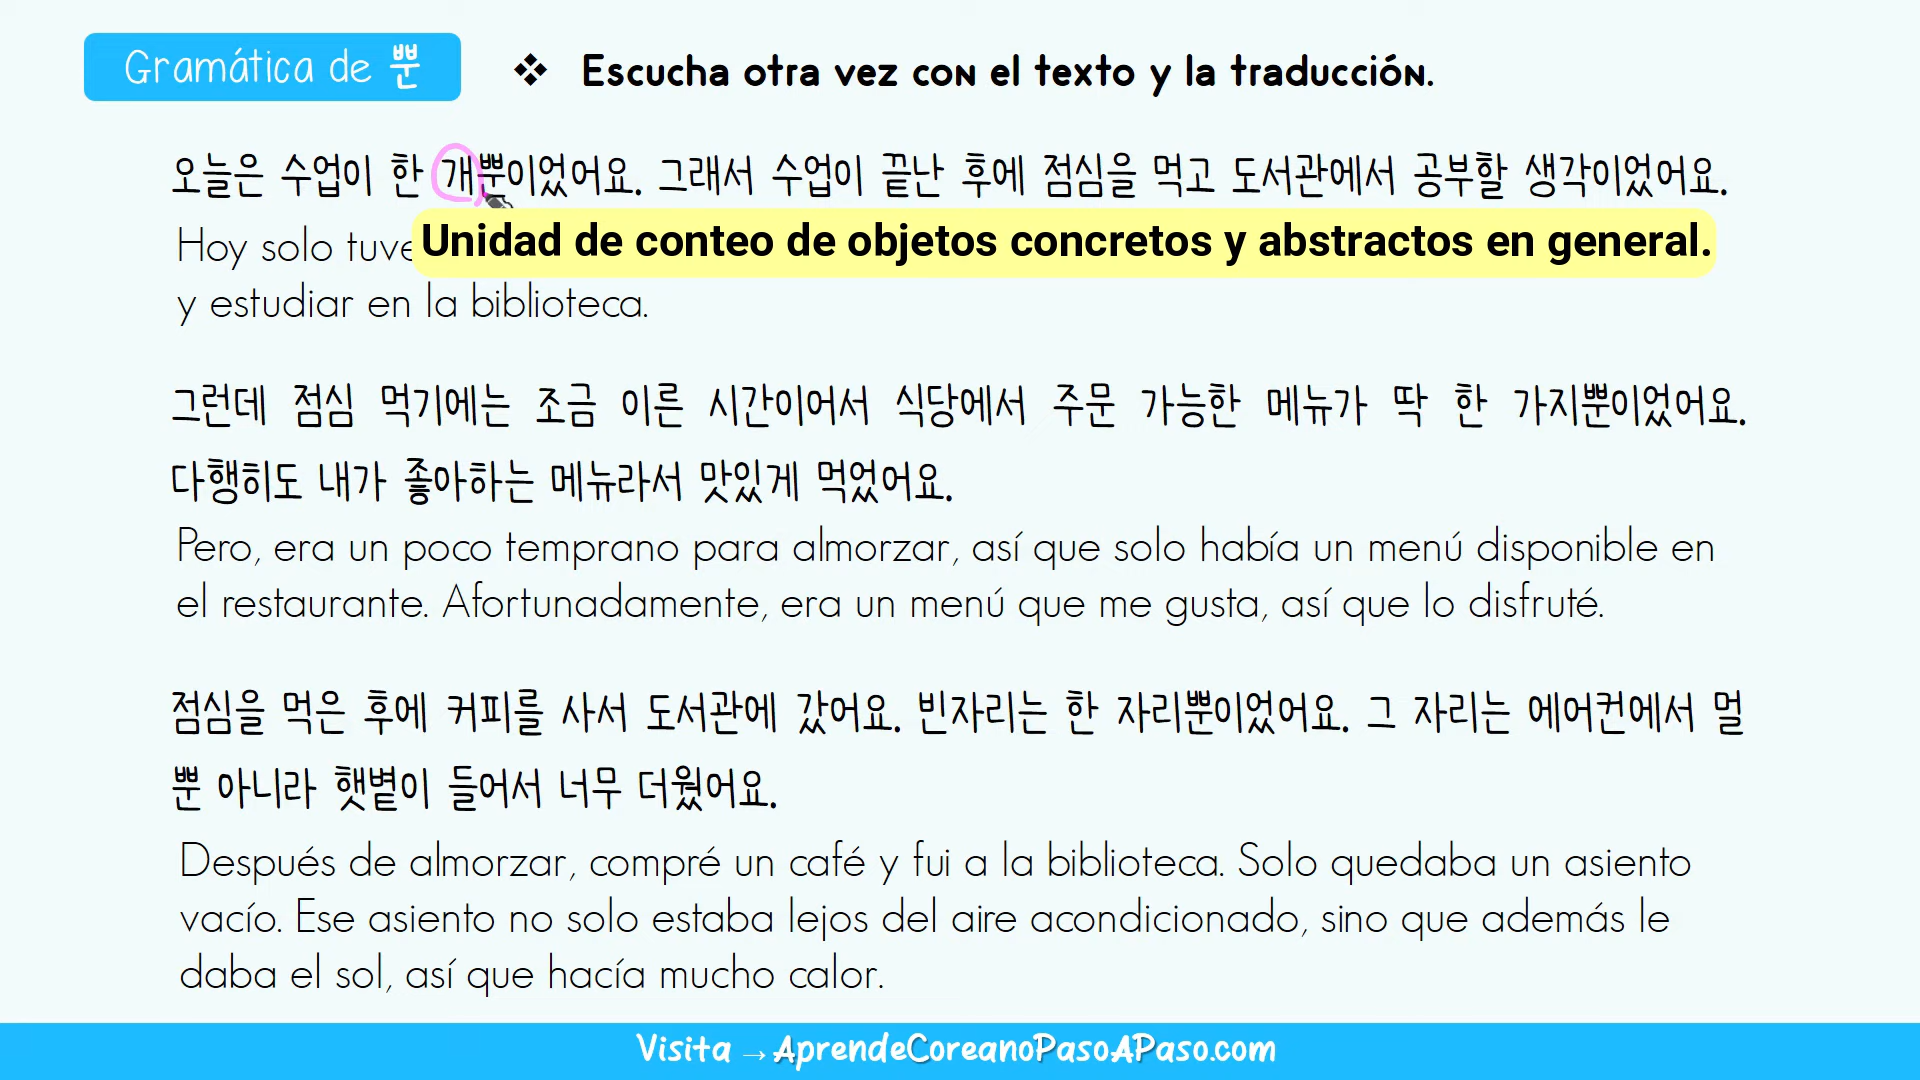 Gramática de 뿐
❖ Escucha otra vez con el texto y la traducción.
오늘은 수업이 한 개뿐이었어요. 그래서 수업이 끝난 후에 점심을 먹고 도서관에서 공부할 생각이었어요.
Hoy solo tuve
Unidad de conteo de objetos concretos y abstractos en general.
y estudiar en la biblioteca.
그런데 점심 먹기에는 조금 이른 시간이어서 식당에서 주문 가능한 메뉴가 딱 한 가지뿐이었어요.
다행히도 내가 좋아하는 메뉴라서 맛있게 먹었어요.
Pero, era un poco temprano para almorzar, así que solo había un menú disponible en
el restaurante. Afortunadamente, era un menú que me gusta, así que lo disfruté.
점심을 먹은 후에 커피를 사서 도서관에 갔어요. 빈자리는 한 자리뿐이었어요. 그 자리는 에어컨에서 멀
뿐 아니라 햇볕이 들어서 너무 더웠어요.
Después de almorzar, compré un café y fui a la biblioteca. Solo quedaba un asiento
vacío. Ese asiento no solo estaba lejos del aire acondicionado, sino que además le
daba el sol, así que hacía mucho calor.
Visita → AprendeCoreanoPasoAPaso.com